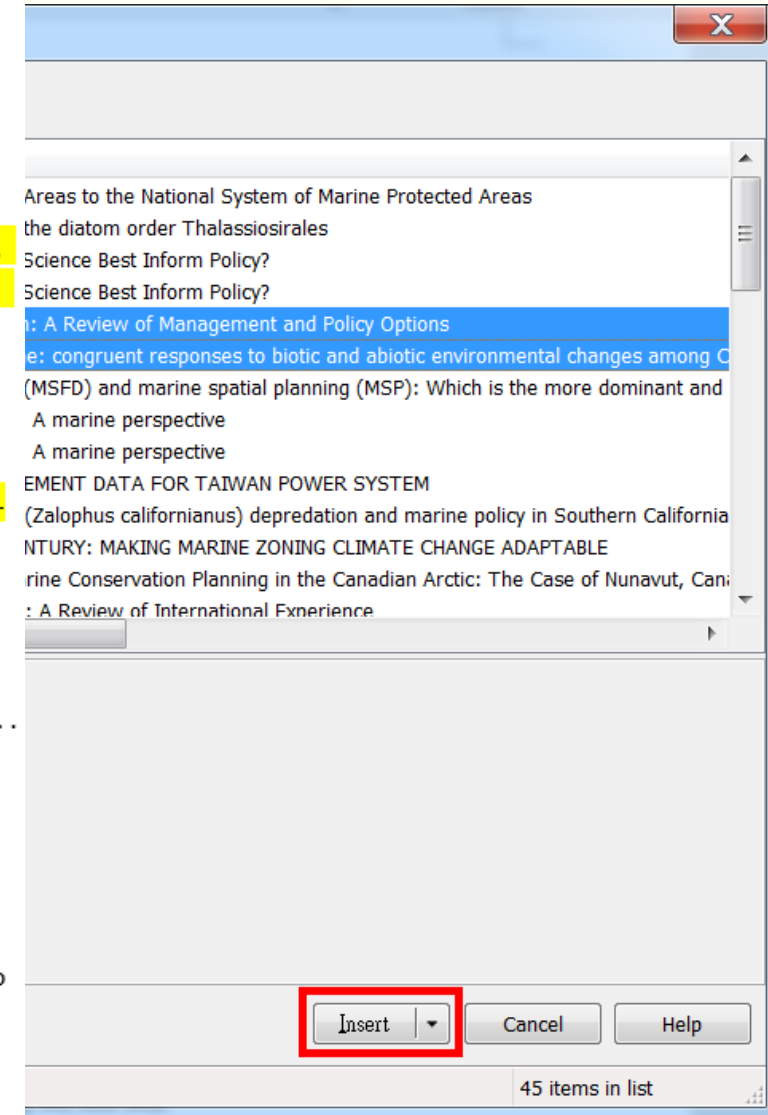 X
Areas to the National System of Marine Protected Areas
the diatom order Thalassiosirales
Science Best Inform Policy?
Science Best Inform Policy?
: A Review of Management and Policy Options
e: congruent responses to biotic and abiotic environmental changes among C
(MSFD) and marine spatial planning (MSP): Which is the more dominant and
A marine perspective
A marine perspective
EMENT DATA FOR TAIWAN POWER SYSTEM
(Zalophus californianus) depredation and marine policy in Southern California
NTURY: MAKING MARINE ZONING CLIMATE CHANGE ADAPTABLE
rine Conservation Planning in the Canadian Arctic: The Case of Nunavut, Can
: A Review of International Experience
..
Insert Cancel Help
45 items in list